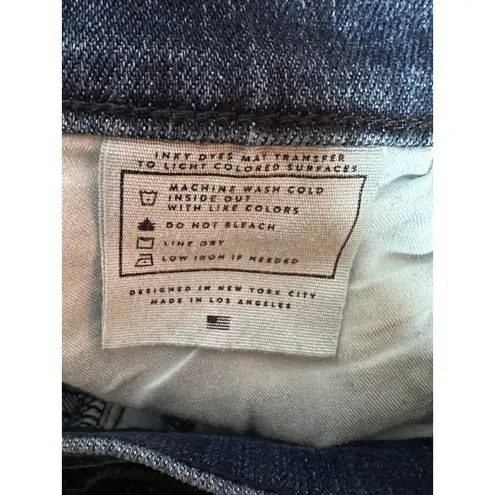 INKY DYES MAY TRANSFER
TO LIGHT COLORED SURFACES
MACHINE WASH COLD
INSIDE OUT
WITH LIKE COLORS
DO NOT BLEACH
LINE DRY
LOW IRON IF NEEDED
DESIGNED IN NEW YORK CITY
MADE IN LOS ANGELES